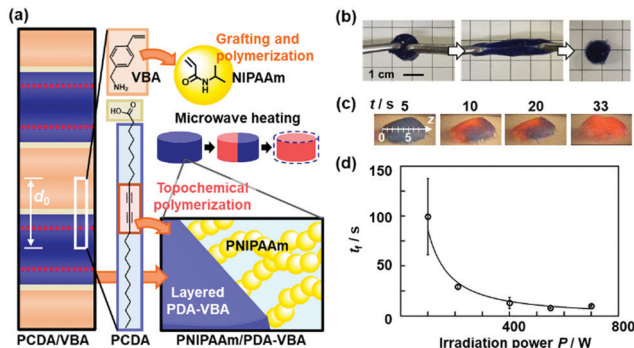 (a)
Grafting and
polymerization
VBA
NH₂
O
N
H
NIPAAm
HO
O
Microwave heating
d₀
Topochemical
polymerization
PNIPAAm
Layered
PDA-VBA
PCDA/VBA
PCDA
PNIPAAm/PDA-VBA
(b)
1 cm
(c)
t / s 5 10 20 33
z
0 5
(d)
tf / s
150
100
50
0
0 400 800
Irradiation power P / W